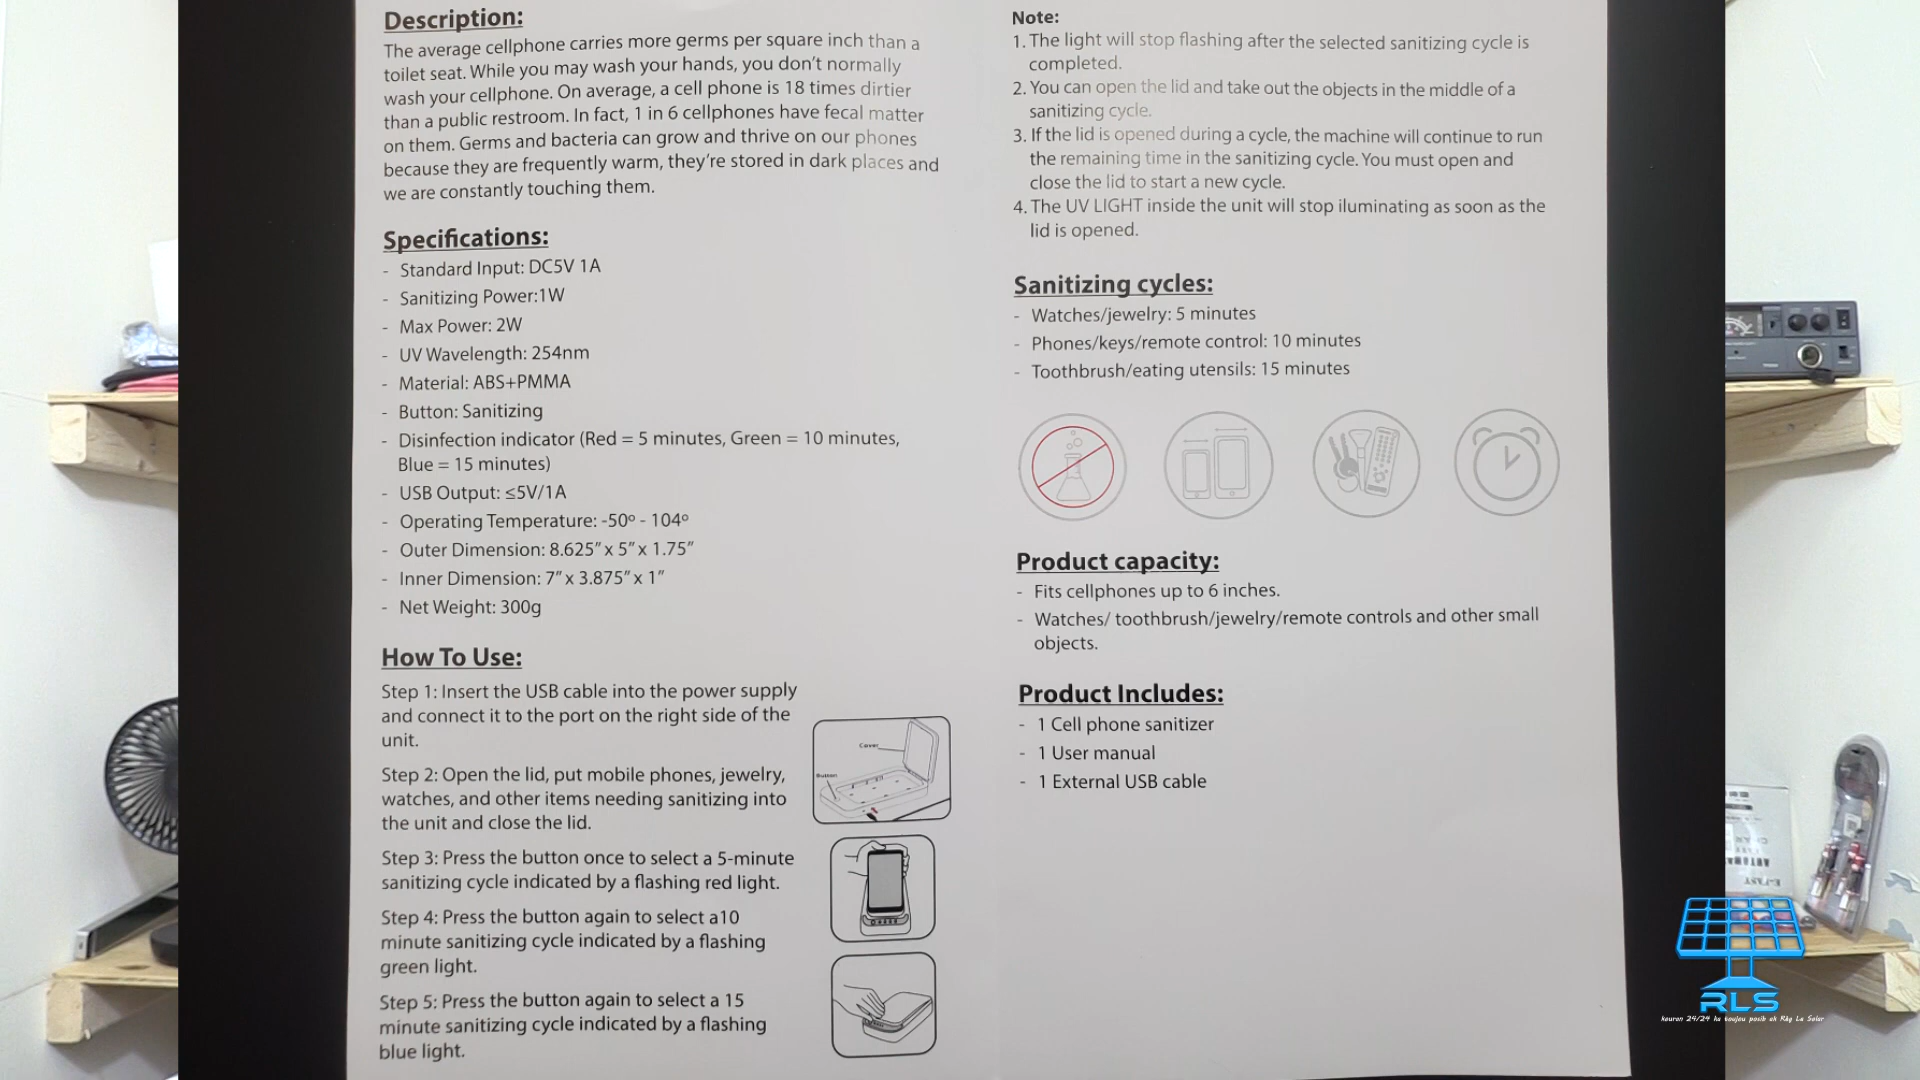 Description:
The average cellphone carries more germs per square inch than a
toilet seat. While you may wash your hands, you don't normally
wash your cellphone. On average, a cell phone is 18 times dirtier
than a public restroom. In fact, 1 in 6 cellphones have fecal matter
on them. Germs and bacteria can grow and thrive on our phones
because they are frequently warm, they're stored in dark places and
we are constantly touching them.
Specifications:
- Standard Input: DC5V 1A
- Sanitizing Power:1W
- Max Power: 2W
- UV Wavelength: 254nm
- Material: ABS+PMMA
- Button: Sanitizing
- Disinfection indicator (Red = 5 minutes, Green = 10 minutes,
Blue = 15 minutes)
- USB Output: ≤5V/1A
- Operating Temperature: -50º - 104º
- Outer Dimension: 8.625" x 5" x 1.75"
- Inner Dimension: 7" x 3.875" x 1"
- Net Weight: 300g
How To Use:
Step 1: Insert the USB cable into the power supply
and connect it to the port on the right side of the
unit.
Step 2: Open the lid, put mobile phones, jewelry,
watches, and other items needing sanitizing into
the unit and close the lid.
Step 3: Press the button once to select a 5-minute
sanitizing cycle indicated by a flashing red light.
Step 4: Press the button again to select a10
minute sanitizing cycle indicated by a flashing
green light.
Step 5: Press the button again to select a 15
minute sanitizing cycle indicated by a flashing
blue light.
Cover
Button
Note:
1. The light will stop flashing after the selected sanitizing cycle is
completed.
2. You can open the lid and take out the objects in the middle of a
sanitizing cycle.
3. If the lid is opened during a cycle, the machine will continue to run
the remaining time in the sanitizing cycle. You must open and
close the lid to start a new cycle.
4. The UV LIGHT inside the unit will stop iluminating as soon as the
lid is opened.
Sanitizing cycles:
- Watches/jewelry: 5 minutes
- Phones/keys/remote control: 10 minutes
- Toothbrush/eating utensils: 15 minutes
Product capacity:
- Fits cellphones up to 6 inches.
- Watches/ toothbrush/jewelry/remote controls and other small
objects.
Product Includes:
- 1 Cell phone sanitizer
- 1 User manual
- 1 External USB cable
RLS
kouran 24/24 ka toujou posib ak Rég La Solar